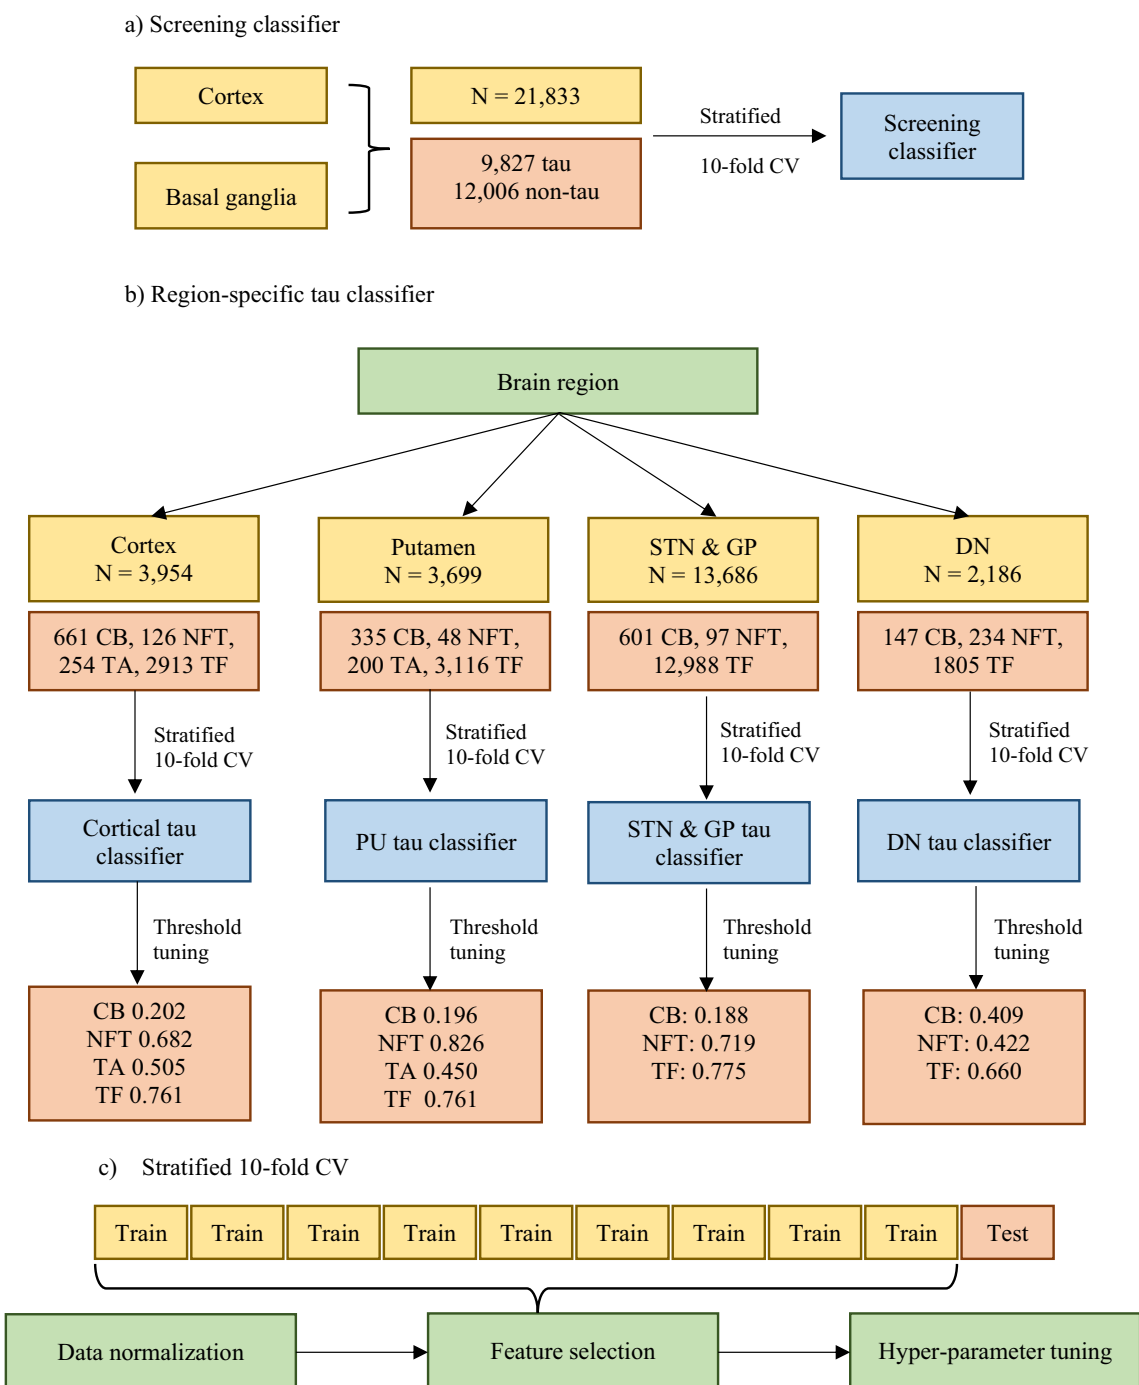 a) Screening classifier
Cortex
N = 21,833
Stratified
10-fold CV
Screening
classifier
9,827 tau
12,006 non-tau
Basal ganglia
b) Region-specific tau classifier
Brain region
Cortex
N = 3,954
Putamen
N = 3,699
STN & GP
N = 13,686
DN
N = 2,186
661 CB, 126 NFT,
254 TA, 2913 TF
335 CB, 48 NFT,
200 TA, 3,116 TF
601 CB, 97 NFT,
12,988 TF
147 CB, 234 NFT,
1805 TF
Stratified
10-fold CV
Stratified
10-fold CV
Stratified
10-fold CV
Stratified
10-fold CV
Cortical tau
classifier
PU tau classifier
STN & GP tau
classifier
DN tau classifier
Threshold
tuning
Threshold
tuning
Threshold
tuning
Threshold
tuning
CB 0.202
NFT 0.682
TA 0.505
TF 0.761
CB 0.196
NFT 0.826
TA 0.450
TF 0.761
CB: 0.188
NFT: 0.719
TF: 0.775
CB: 0.409
NFT: 0.422
TF: 0.660
c) Stratified 10-fold CV
Train Train Train Train Train Train Train Train Train Test
Data normalization
Feature selection
Hyper-parameter tuning